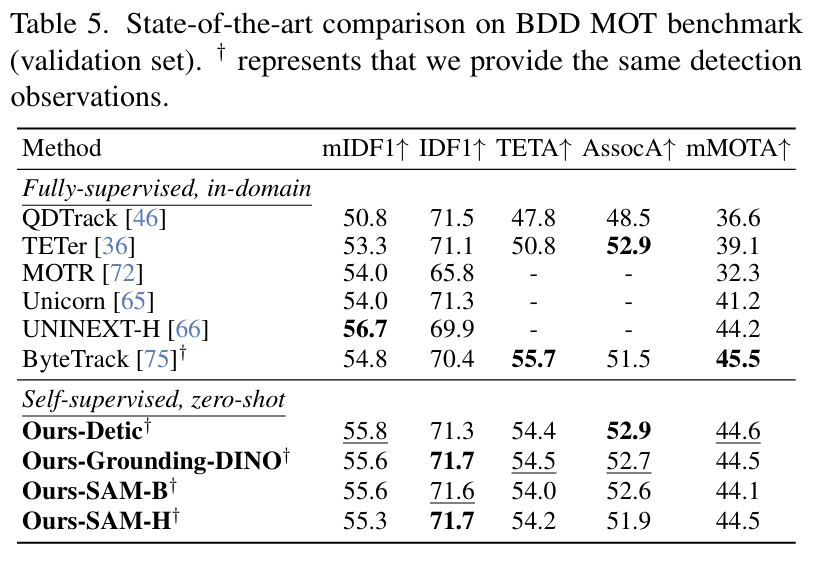 Table 5. State-of-the-art comparison on BDD MOT benchmark
(validation set). † represents that we provide the same detection
observations.
Method mIDF1↑ IDF1↑ TETA↑ AssocA↑ mMOTA↑
Fully-supervised, in-domain
QDTrack [46] 50.8 71.5 47.8 48.5 36.6
TETer [36] 53.3 71.1 50.8 52.9 39.1
MOTR [72] 54.0 65.8 - - 32.3
Unicorn [65] 54.0 71.3 - - 41.2
UNINEXT-H [66] 56.7 69.9 - - 44.2
ByteTrack [75]† 54.8 70.4 55.7 51.5 45.5
Self-supervised, zero-shot
Ours-Detic† 55.8 71.3 54.4 52.9 44.6
Ours-Grounding-DINO† 55.6 71.7 54.5 52.7 44.5
Ours-SAM-B† 55.6 71.6 54.0 52.6 44.1
Ours-SAM-H† 55.3 71.7 54.2 51.9 44.5